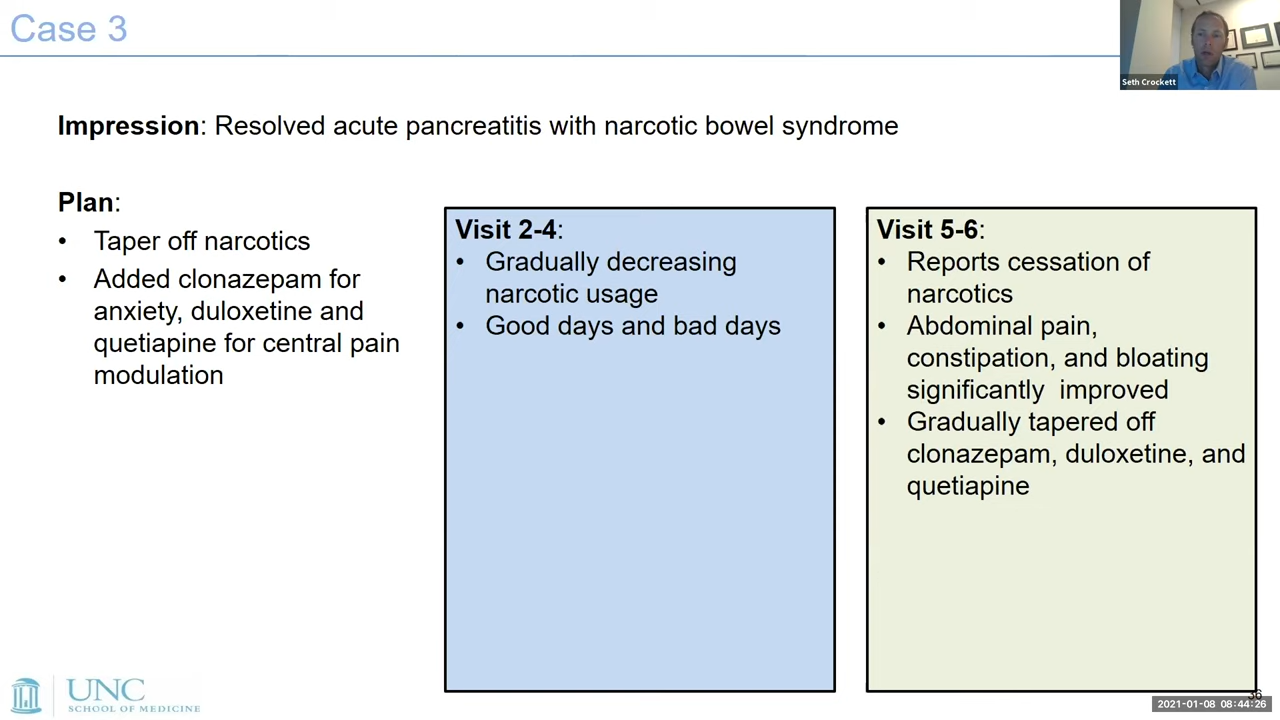 Case 3
Seth Crockett
Impression: Resolved acute pancreatitis with narcotic bowel syndrome
Plan:
• Taper off narcotics
• Added clonazepam for
anxiety, duloxetine and
quetiapine for central pain
modulation
Visit 2-4:
• Gradually decreasing
narcotic usage
• Good days and bad days
Visit 5-6:
• Reports cessation of
narcotics
• Abdominal pain,
constipation, and bloating
significantly  improved
• Gradually tapered off
clonazepam, duloxetine, and
quetiapine
UNC
SCHOOL OF MEDICINE
36
2021-01-08 08:44:26